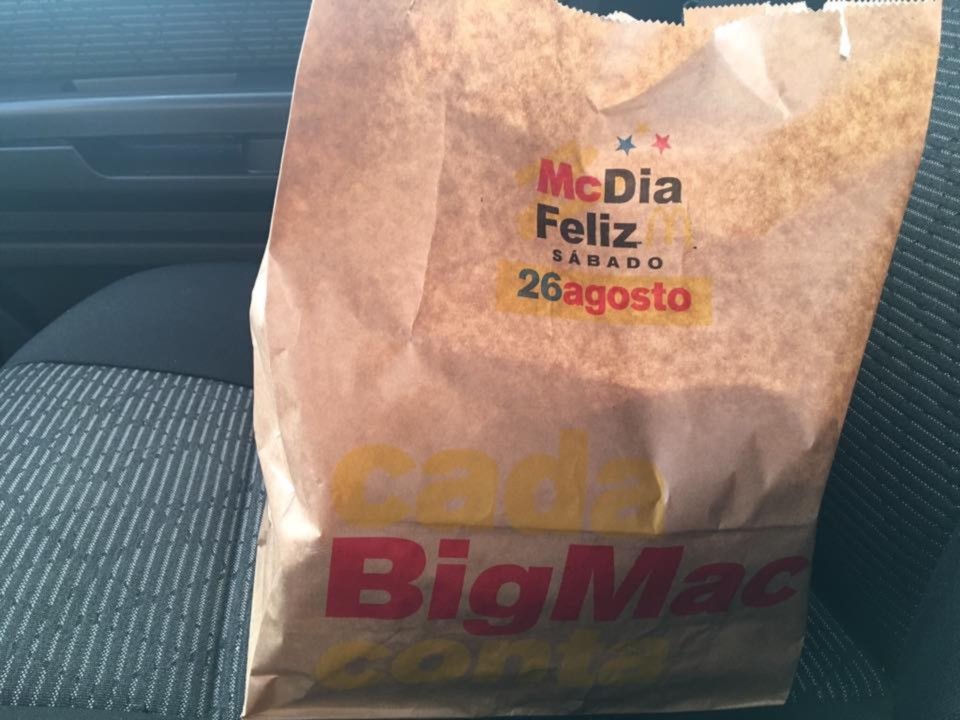 McDia
Feliz
SÁBADO
26agosto
cada
BigMac
conta